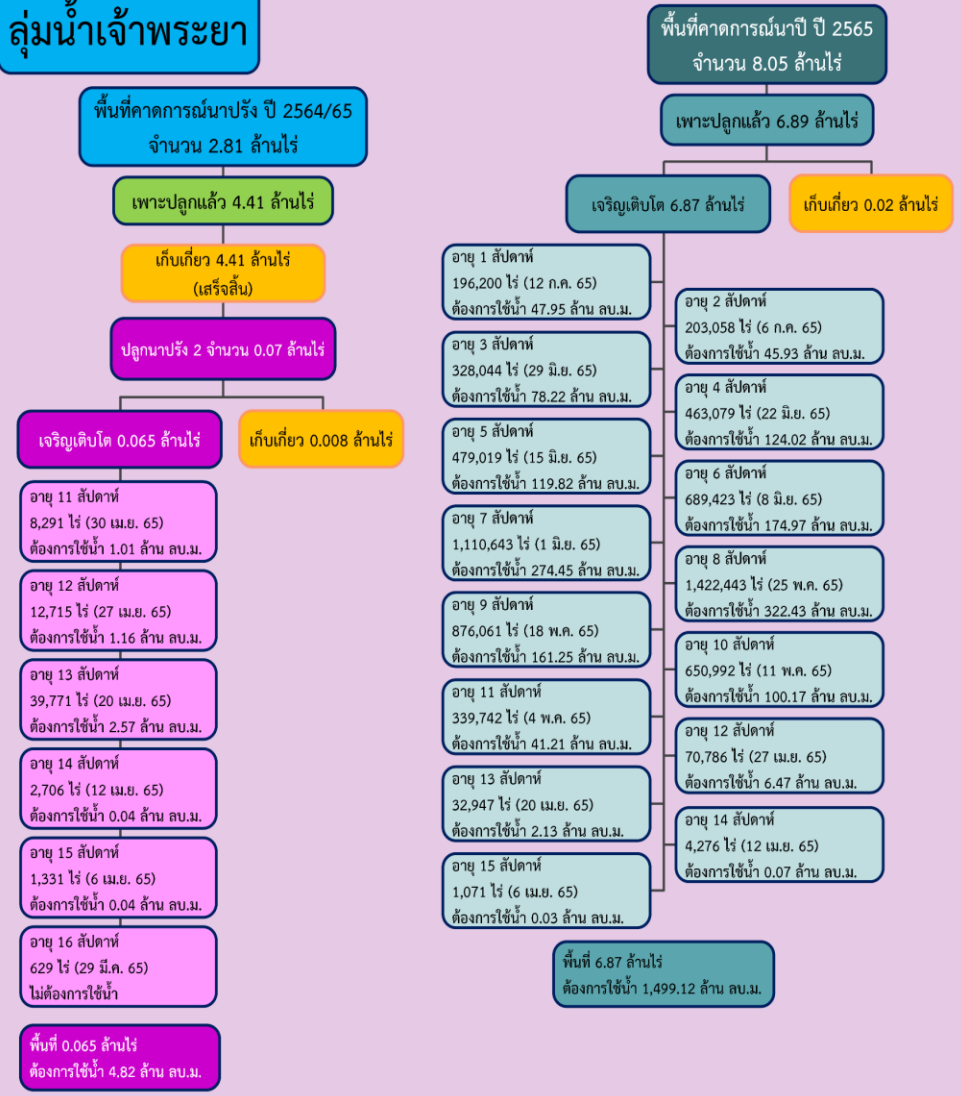 ลุ่มน้ำเจ้าพระยา
พื้นที่คาดการณ์นาปรัง ปี 2564/65
จำนวน 2.81 ล้านไร่
เพาะปลูกแล้ว 4.41 ล้านไร่
เก็บเกี่ยว 4.41 ล้านไร่
(เสร็จสิ้น)
ปลูกนาปรัง 2 จำนวน 0.07 ล้านไร่
เจริญเติบโต 0.065 ล้านไร่
เก็บเกี่ยว 0.008 ล้านไร่
อายุ 11 สัปดาห์
8,291 ไร่ (30 เม.ย. 65)
ต้องการใช้น้ำ 1.01 ล้าน ลบ.ม.
อายุ 12 สัปดาห์
12,715 ไร่ (27 เม.ย. 65)
ต้องการใช้น้ำ 1.16 ล้าน ลบ.ม.
อายุ 13 สัปดาห์
39,771 ไร่ (20 เม.ย. 65)
ต้องการใช้น้ำ 2.57 ล้าน ลบ.ม.
อายุ 14 สัปดาห์
2,706 ไร่ (12 เม.ย. 65)
ต้องการใช้น้ำ 0.04 ล้าน ลบ.ม.
อายุ 15 สัปดาห์
1,331 ไร่ (6 เม.ย. 65)
ต้องการใช้น้ำ 0.04 ล้าน ลบ.ม.
อายุ 16 สัปดาห์
629 ไร่ (29 มี.ค. 65)
ไม่ต้องการใช้น้ำ
พื้นที่ 0.065 ล้านไร่
ต้องการใช้น้ำ 4.82 ล้าน ลบ.ม.
พื้นที่คาดการณ์นาปี ปี 2565
จำนวน 8.05 ล้านไร่
เพาะปลูกแล้ว 6.89 ล้านไร่
เจริญเติบโต 6.87 ล้านไร่
เก็บเกี่ยว 0.02 ล้านไร่
อายุ 1 สัปดาห์
196,200 ไร่ (12 ก.ค. 65)
ต้องการใช้น้ำ 47.95 ล้าน ลบ.ม.
อายุ 2 สัปดาห์
203,058 ไร่ (6 ก.ค. 65)
ต้องการใช้น้ำ 45.93 ล้าน ลบ.ม.
อายุ 3 สัปดาห์
328,044 ไร่ (29 มิ.ย. 65)
ต้องการใช้น้ำ 78.22 ล้าน ลบ.ม.
อายุ 4 สัปดาห์
463,079 ไร่ (22 มิ.ย. 65)
ต้องการใช้น้ำ 124.02 ล้าน ลบ.ม.
อายุ 5 สัปดาห์
479,019 ไร่ (15 มิ.ย. 65)
ต้องการใช้น้ำ 119.82 ล้าน ลบ.ม.
อายุ 6 สัปดาห์
689,423 ไร่ (8 มิ.ย. 65)
ต้องการใช้น้ำ 174.97 ล้าน ลบ.ม.
อายุ 7 สัปดาห์
1,110,643 ไร่ (1 มิ.ย. 65)
ต้องการใช้น้ำ 274.45 ล้าน ลบ.ม.
อายุ 8 สัปดาห์
1,422,443 ไร่ (25 พ.ค. 65)
ต้องการใช้น้ำ 322.43 ล้าน ลบ.ม.
อายุ 9 สัปดาห์
876,061 ไร่ (18 พ.ค. 65)
ต้องการใช้น้ำ 161.25 ล้าน ลบ.ม.
อายุ 10 สัปดาห์
650,992 ไร่ (11 พ.ค. 65)
ต้องการใช้น้ำ 100.17 ล้าน ลบ.ม.
อายุ 11 สัปดาห์
339,742 ไร่ (4 พ.ค. 65)
ต้องการใช้น้ำ 41.21 ล้าน ลบ.ม.
อายุ 12 สัปดาห์
70,786 ไร่ (27 เม.ย. 65)
ต้องการใช้น้ำ 6.47 ล้าน ลบ.ม.
อายุ 13 สัปดาห์
32,947 ไร่ (20 เม.ย. 65)
ต้องการใช้น้ำ 2.13 ล้าน ลบ.ม.
อายุ 14 สัปดาห์
4,276 ไร่ (12 เม.ย. 65)
ต้องการใช้น้ำ 0.07 ล้าน ลบ.ม.
อายุ 15 สัปดาห์
1,071 ไร่ (6 เม.ย. 65)
ต้องการใช้น้ำ 0.03 ล้าน ลบ.ม.
พื้นที่ 6.87 ล้านไร่
ต้องการใช้น้ำ 1,499.12 ล้าน ลบ.ม.